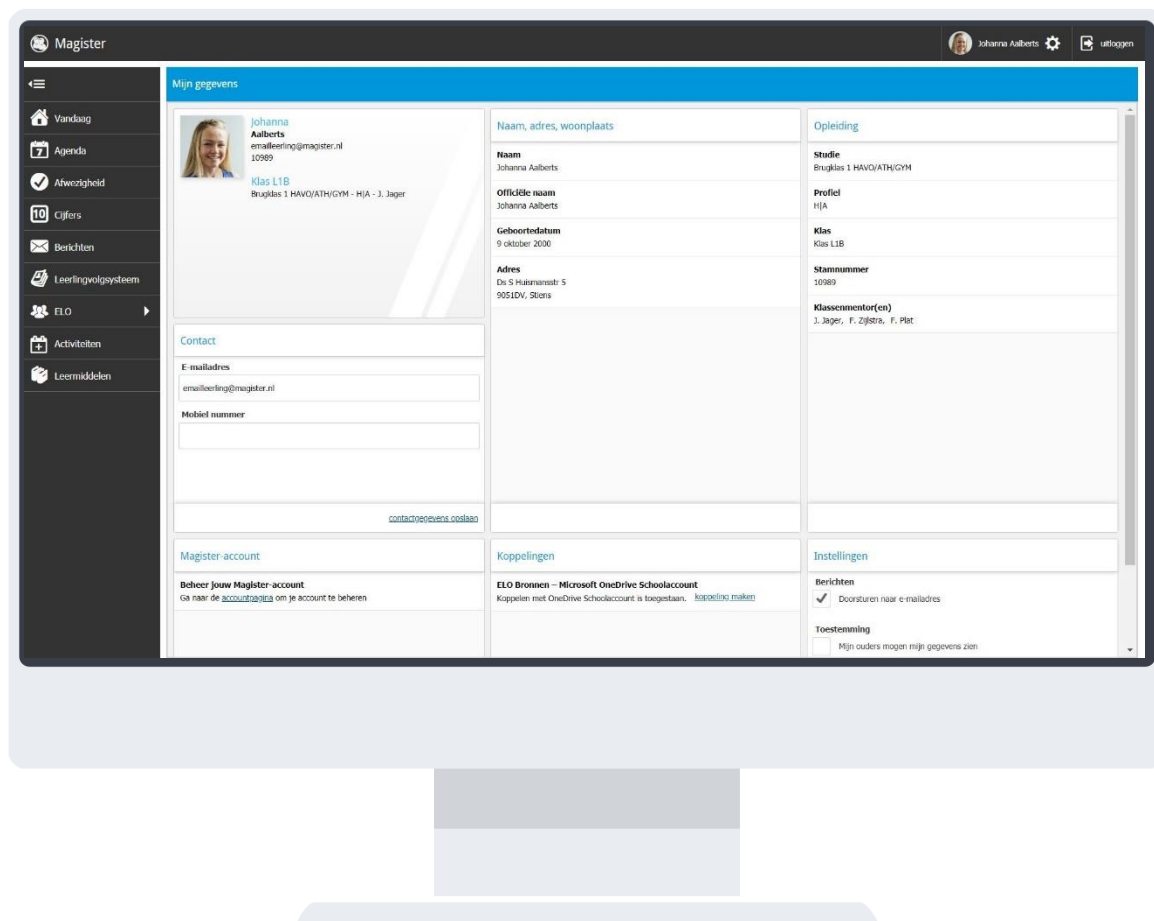 Magister
Johanna Aalberts
uitloggen
Vandaag
7
Agenda
Afwezigheid
10
Cijfers
Berichten
Leerlingvolgsysteem
ELO
Activiteiten
Leermiddelen
Mijn gegevens
Johanna
Aalberts
emailleerling@magister.nl
10989
Klas L1B
Brugklas 1 HAVO/ATH/GYM - H|A - J. Jager
Contact
E-mailadres
emailleerling@magister.nl
Mobiel nummer
contactgegevens opslaan
Naam, adres, woonplaats
Naam
Johanna Aalberts
Officiële naam
Johanna Aalberts
Geboortedatum
9 oktober 2000
Adres
Ds S Huismansstr 5
9051DV, Stiens
Opleiding
Studie
Brugklas 1 HAVO/ATH/GYM
Profiel
H|A
Klas
Klas L1B
Stamnummer
10989
Klassenmentor(en)
J. Jager, F. Zijlstra, F. Plat
Magister-account
Beheer jouw Magister-account
Ga naar de accountpagina om je account te beheren
Koppelingen
ELO Bronnen – Microsoft OneDrive Schoolaccount
Koppelen met OneDrive Schoolaccount is toegestaan. koppeling maken
Instellingen
Berichten
Doorsturen naar e-mailadres
Toestemming
Mijn ouders mogen mijn gegevens zien